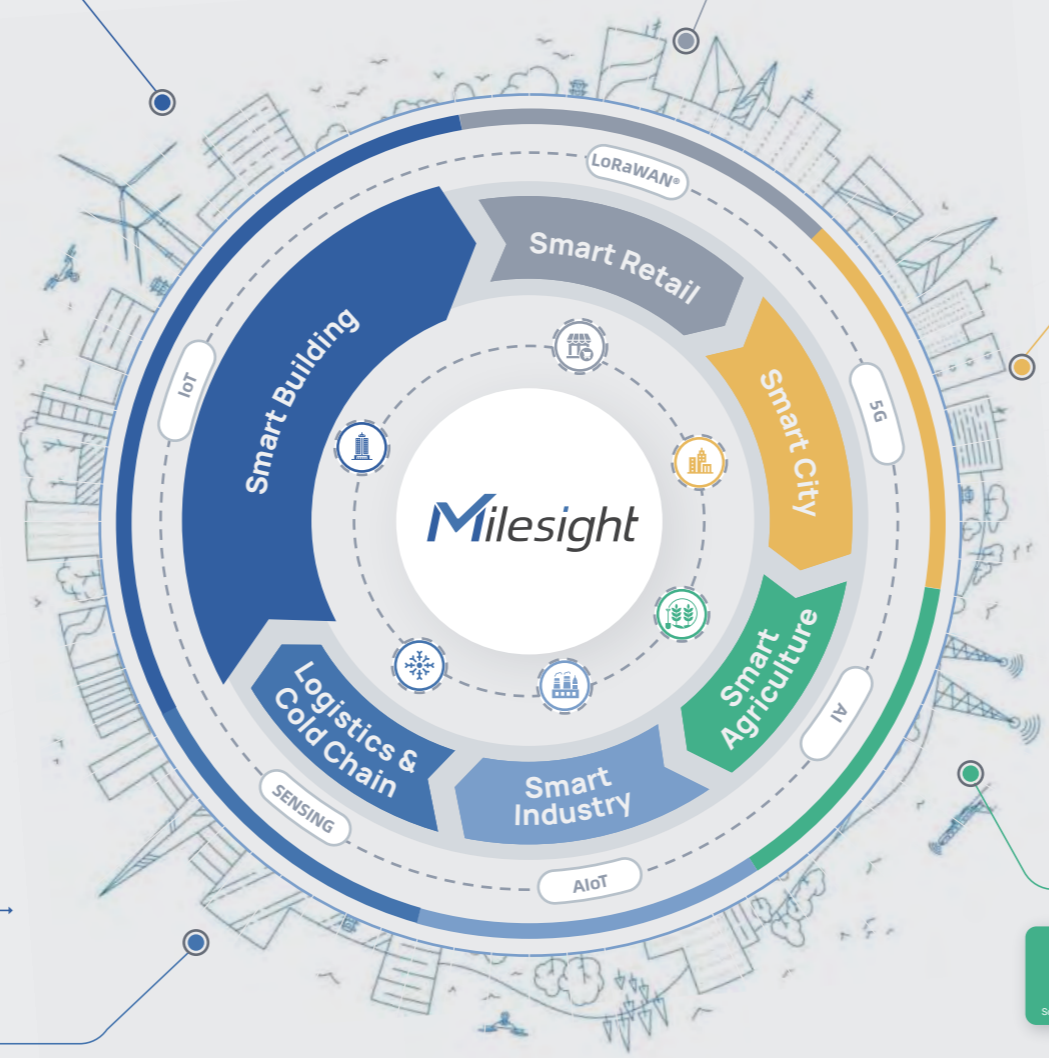 LoRaWAN®
Smart Retail
Smart Building
IoT
5G
Smart City
Milesight
Smart
Agriculture
AI
Logistics &
Cold Chain
Smart
Industry
SENSING
AIoT